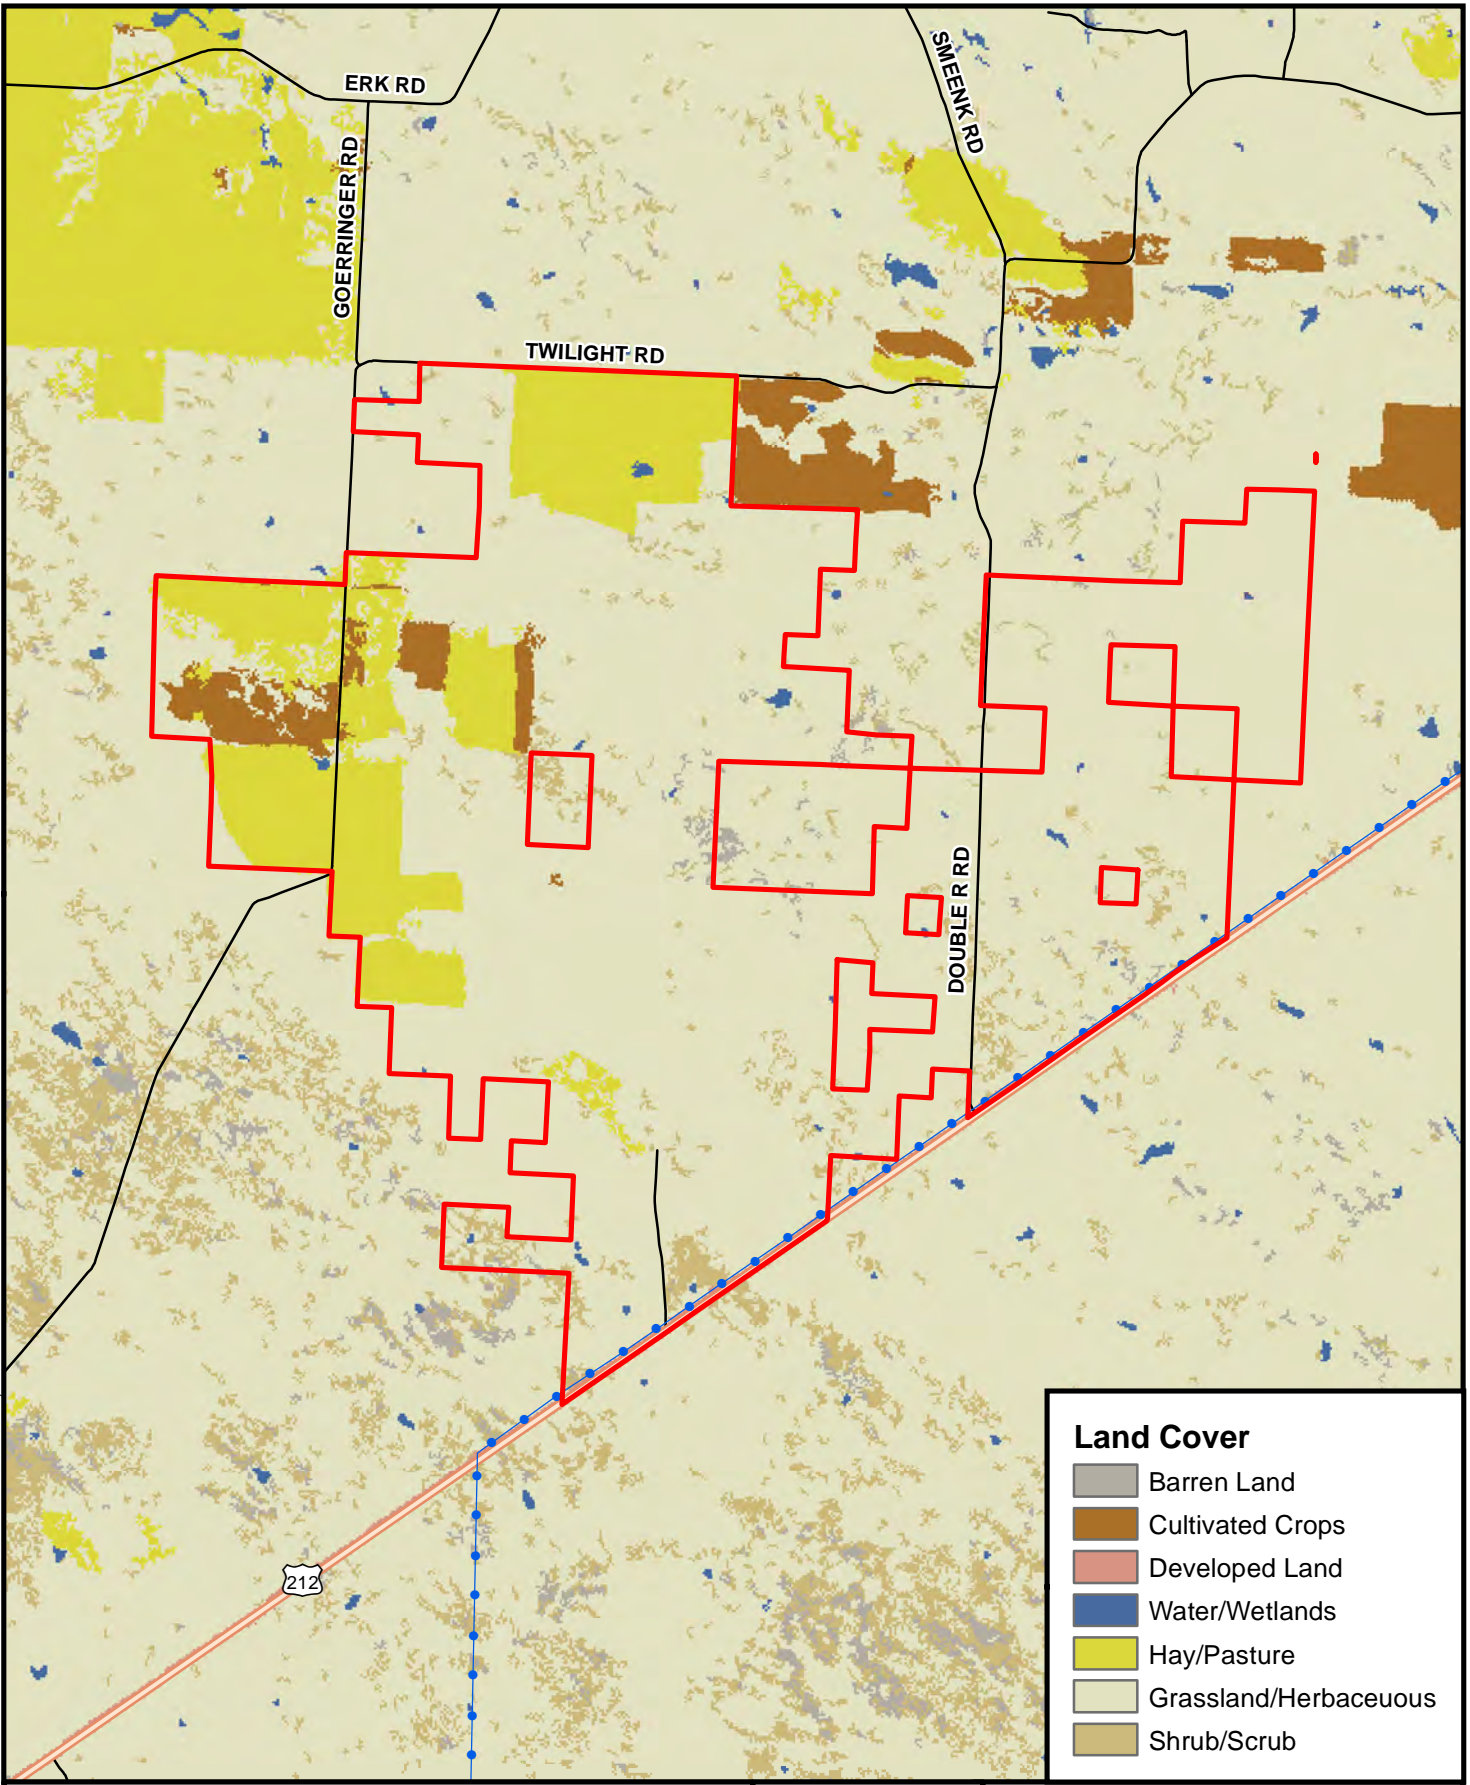 ERK RD
SMEENK RD
GOERRINGER RD
TWILIGHT RD
DOUBLE R RD
212
Land Cover
Barren Land
Cultivated Crops
Developed Land
Water/Wetlands
Hay/Pasture
Grassland/Herbaceuous
Shrub/Scrub